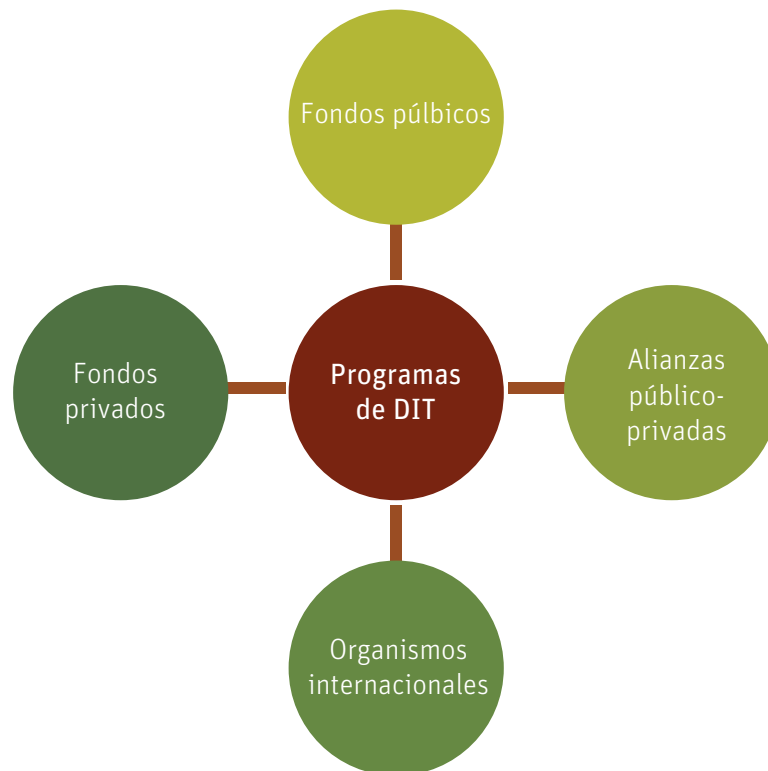 Fondos púlbicos
Fondos
privados
Programas
de DIT
Alianzas
público-
privadas
Organismos
internacionales